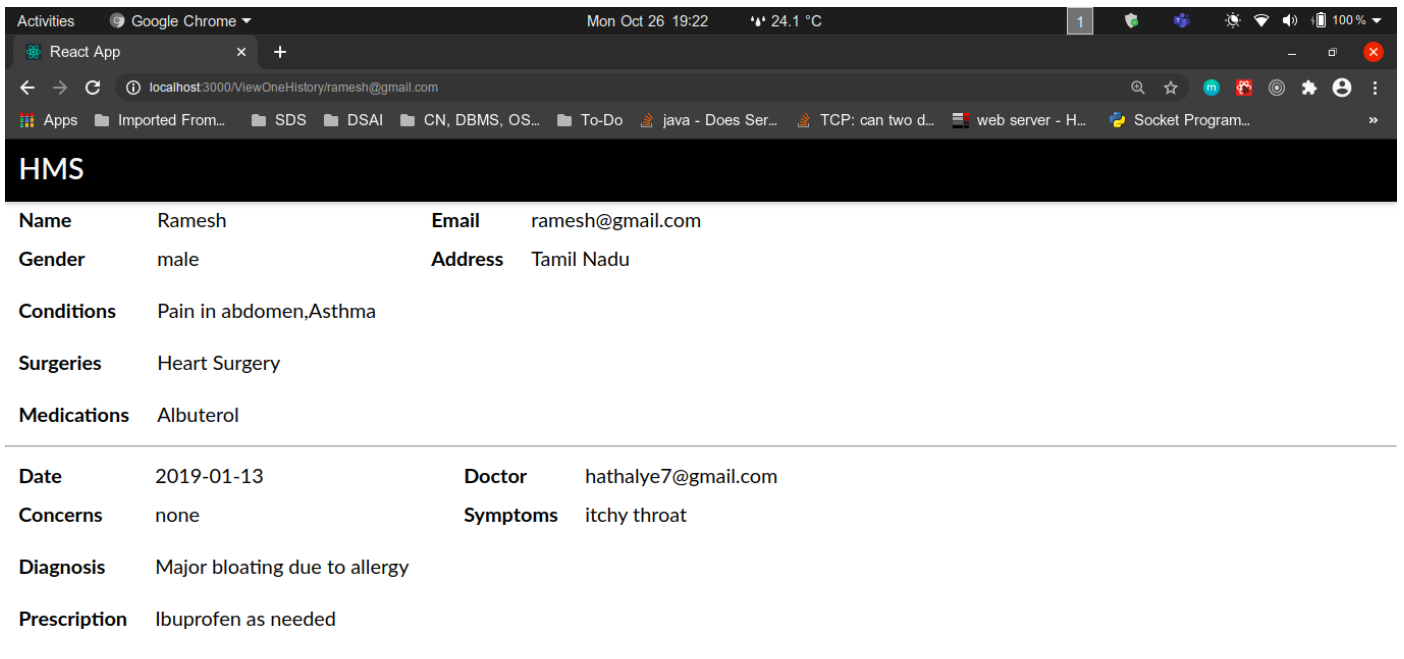 Activities Google Chrome Mon Oct 26 19:22 24.1 °C 1 100 %
React App
localhost:3000/ViewOneHistory/ramesh@gmail.com
Apps Imported From... SDS DSAI CN, DBMS, OS... To-Do java - Does Ser... TCP: can two d... web server - H... Socket Program... »
HMS
Name Ramesh Email ramesh@gmail.com
Gender male Address Tamil Nadu
Conditions Pain in abdomen,Asthma
Surgeries Heart Surgery
Medications Albuterol
Date 2019-01-13 Doctor hathalye7@gmail.com
Concerns none Symptoms itchy throat
Diagnosis Major bloating due to allergy
Prescription Ibuprofen as needed